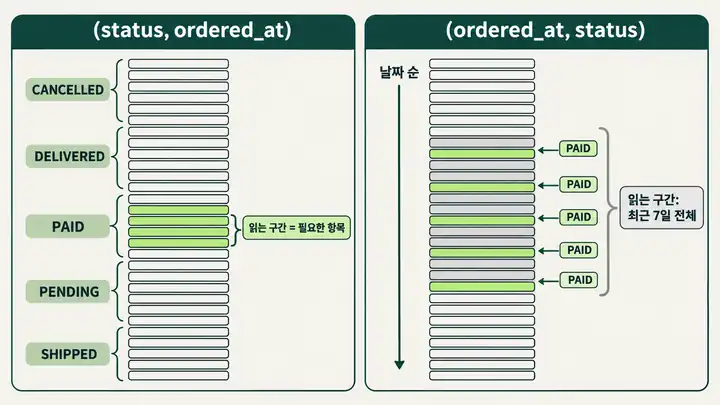 (status, ordered_at)
CANCELLED
DELIVERED
PAID
PENDING
SHIPPED
읽는 구간 = 필요한 항목
(ordered_at, status)
날짜 순
PAID
PAID
PAID
PAID
PAID
읽는 구간:
최근 7일 전체